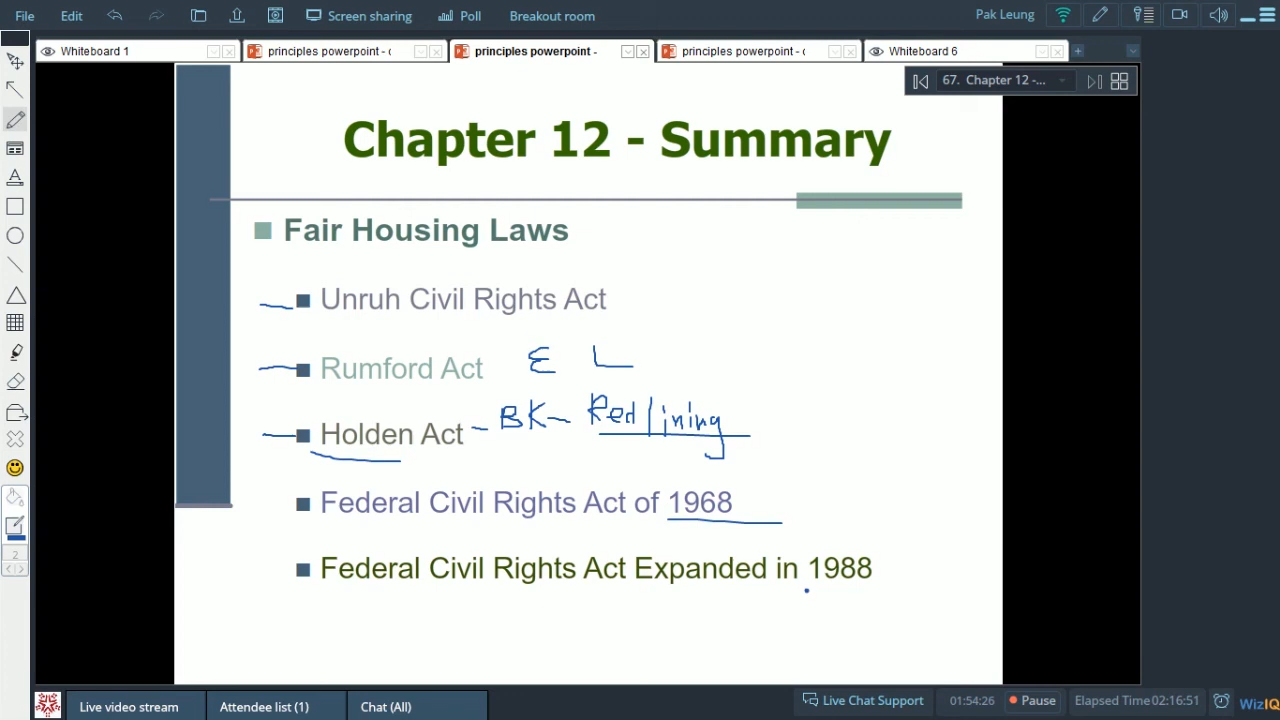 File Edit Screen sharing Poll Breakout room Pak Leung
Whiteboard 1 principles powerpoint - c principles powerpoint - principles powerpoint - c Whiteboard 6
67. Chapter 12 -...
Chapter 12 - Summary
Fair Housing Laws
Unruh Civil Rights Act
Rumford Act E L
Holden Act - BK - Redlining
Federal Civil Rights Act of 1968
Federal Civil Rights Act Expanded in 1988
2
Live video stream Attendee list (1) Chat (All) Live Chat Support 01:54:26 Pause Elapsed Time 02:16:51 WizIQ